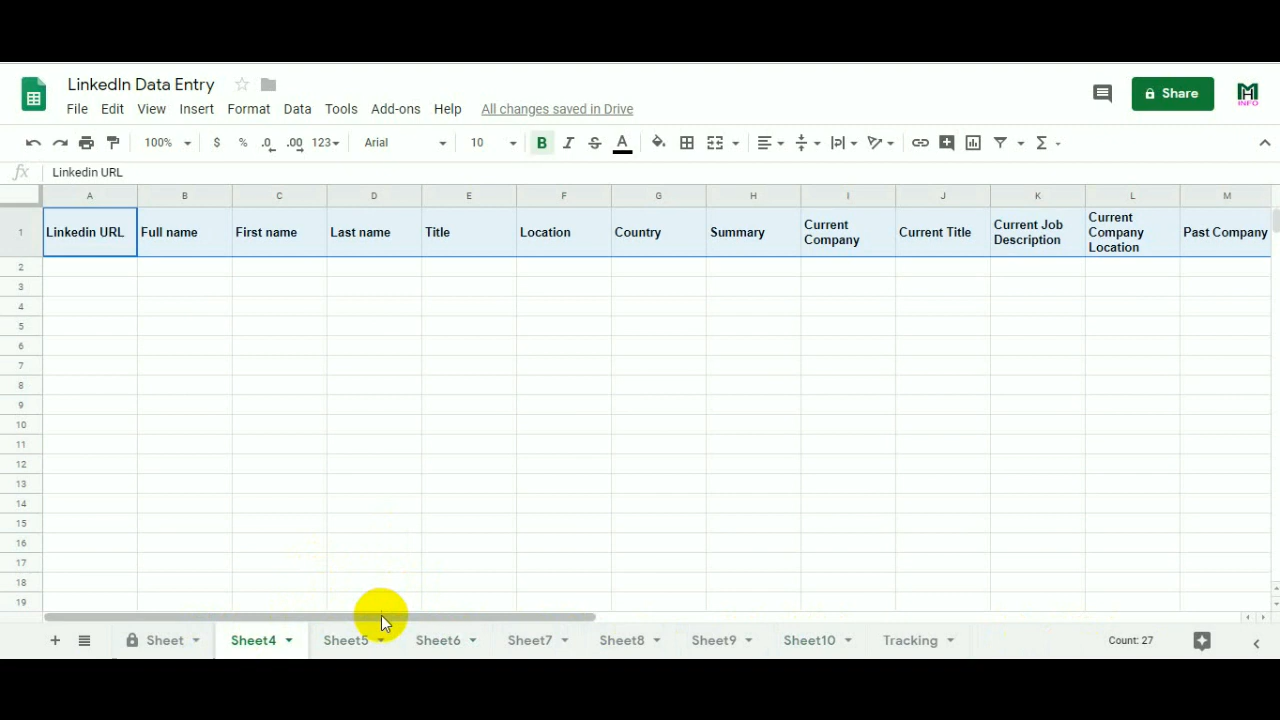 LinkedIn Data Entry
Share
M
INFO
File Edit View Insert Format Data Tools Add-ons Help All changes saved in Drive
100% $ % .0 .00 123 Arial 10 B I S A Σ
fx Linkedin URL
A B C D E F G H I J K L M
1 Linkedin URL Full name First name Last name Title Location Country Summary Current Company Current Title Current Job Description Current Company Location Past Company
2
3
4
5
6
7
8
9
10
11
12
13
14
15
16
17
18
19
+ Sheet Sheet4 Sheet5 Sheet6 Sheet7 Sheet8 Sheet9 Sheet10 Tracking Count: 27